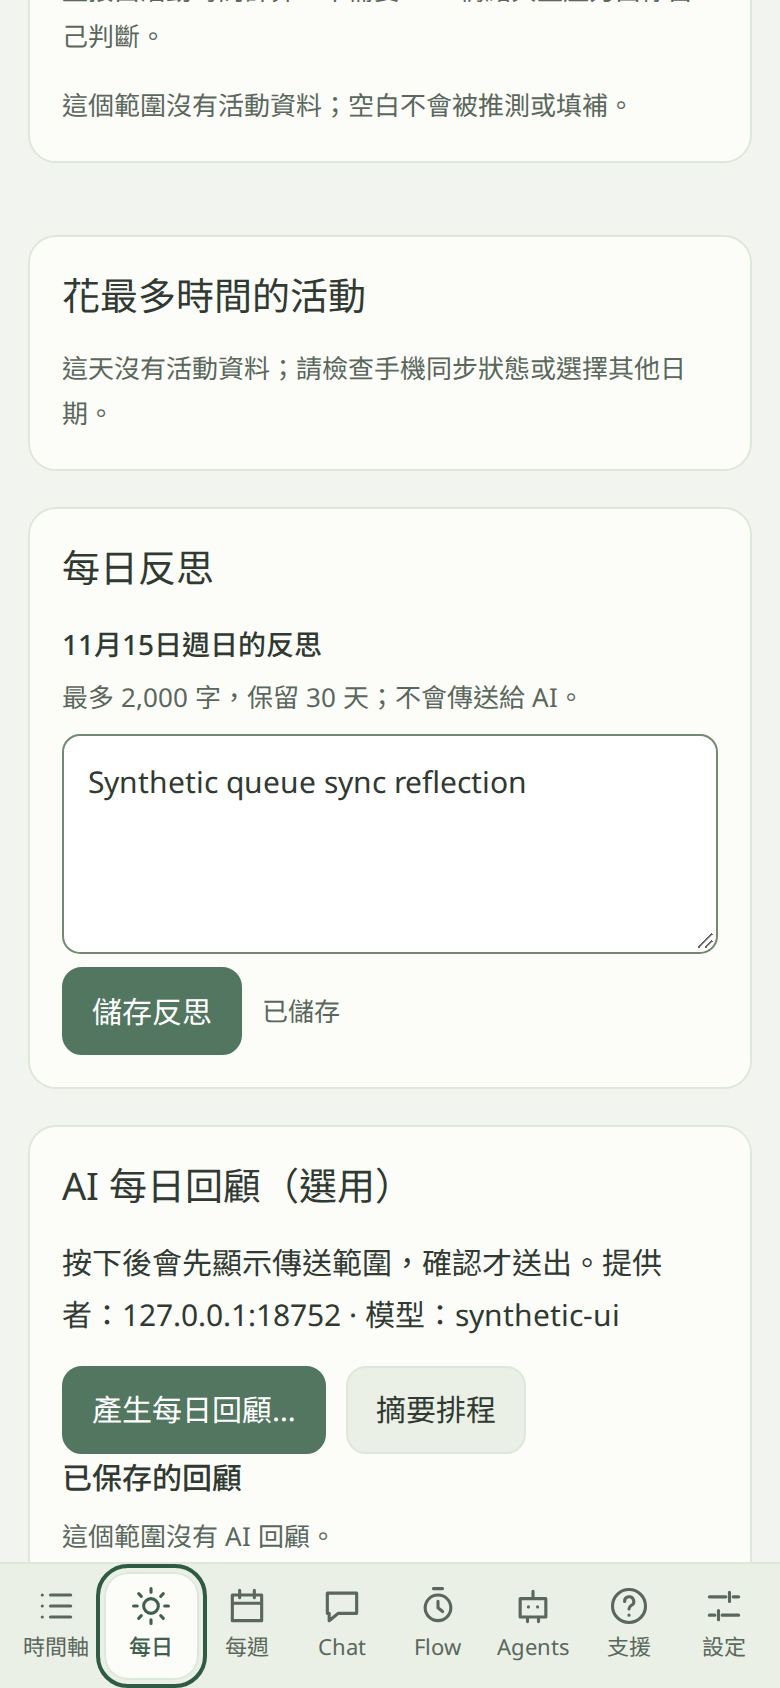 己判斷。
這個範圍沒有活動資料；空白不會被推測或填補。
花最多時間的活動
這天沒有活動資料；請檢查手機同步狀態或選擇其他日
期。
每日反思
11月15日週日的反思
最多 2,000 字，保留 30 天；不會傳送給 AI。
Synthetic queue sync reflection
儲存反思
已儲存
AI 每日回顧（選用）
按下後會先顯示傳送範圍，確認才送出。提供
者：127.0.0.1:18752 · 模型：synthetic-ui
產生每日回顧…
摘要排程
已保存的回顧
這個範圍沒有 AI 回顧。
時間軸
每日
每週
Chat
Flow
Agents
支援
設定